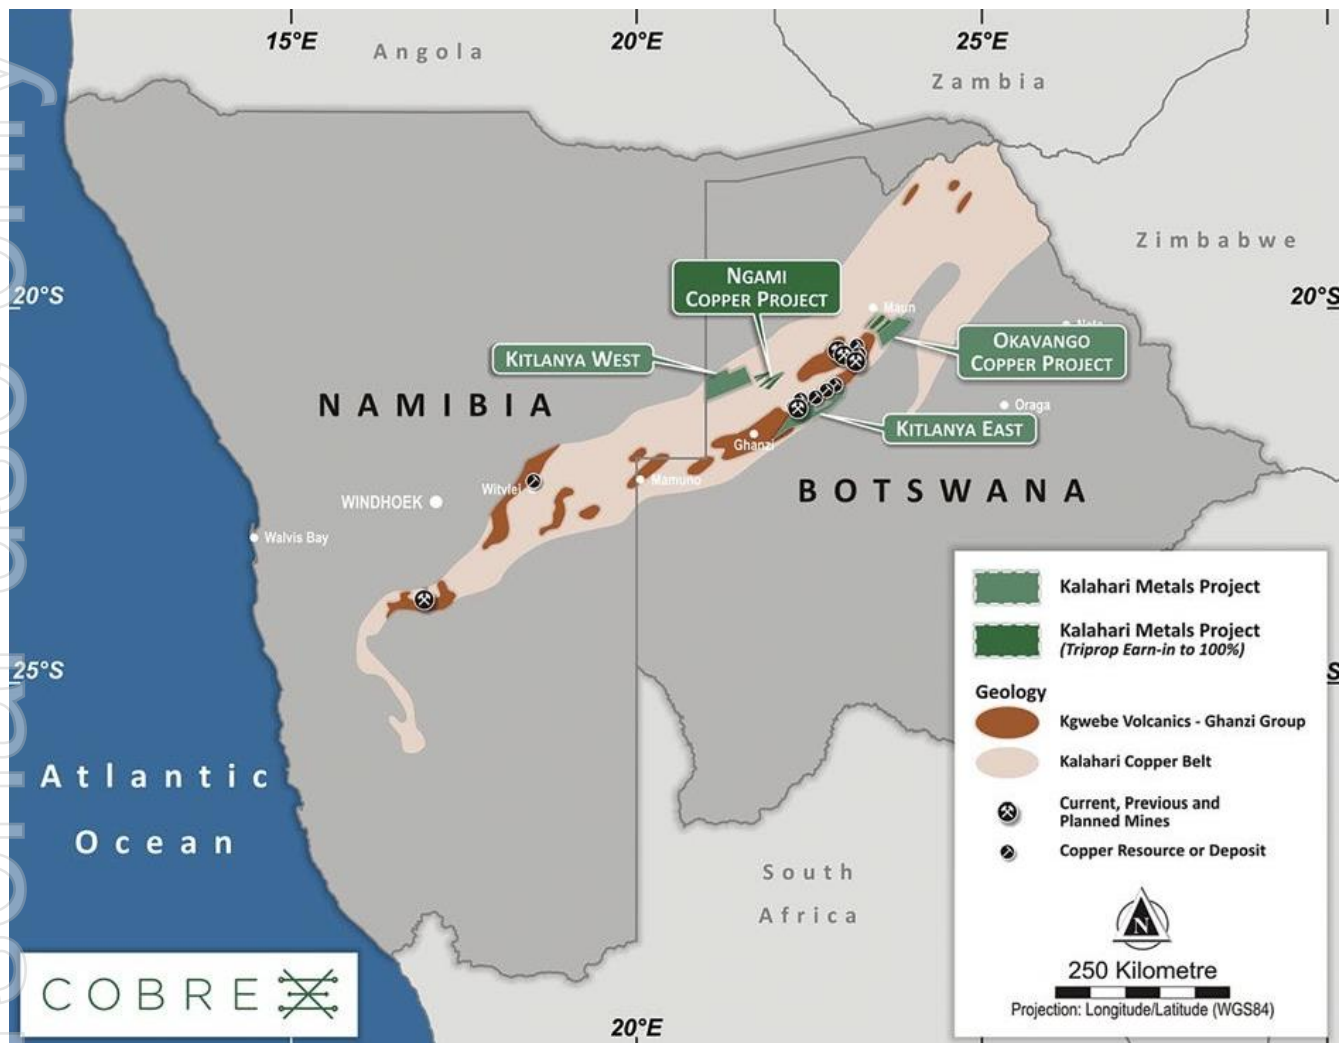 15°E
20°E
25°E
Angola
Zambia
Zimbabwe
20°S
20°S
NGAMI
COPPER PROJECT
Maun
OKAVANGO
COPPER PROJECT
KITLANYA WEST
NAMIBIA
Oraga
KITLANYA EAST
Ghanzi
Mamuno
BOTSWANA
Witvlei
WINDHOEK
Walvis Bay
25°S
S
Atlantic
Ocean
South
Africa
Kalahari Metals Project
Kalahari Metals Project
(Triprop Earn-in to 100%)
Geology
Kgwebe Volcanics - Ghanzi Group
Kalahari Copper Belt
Current, Previous and
Planned Mines
Copper Resource or Deposit
N
250 Kilometre
Projection: Longitude/Latitude (WGS84)
COBRE
20°E